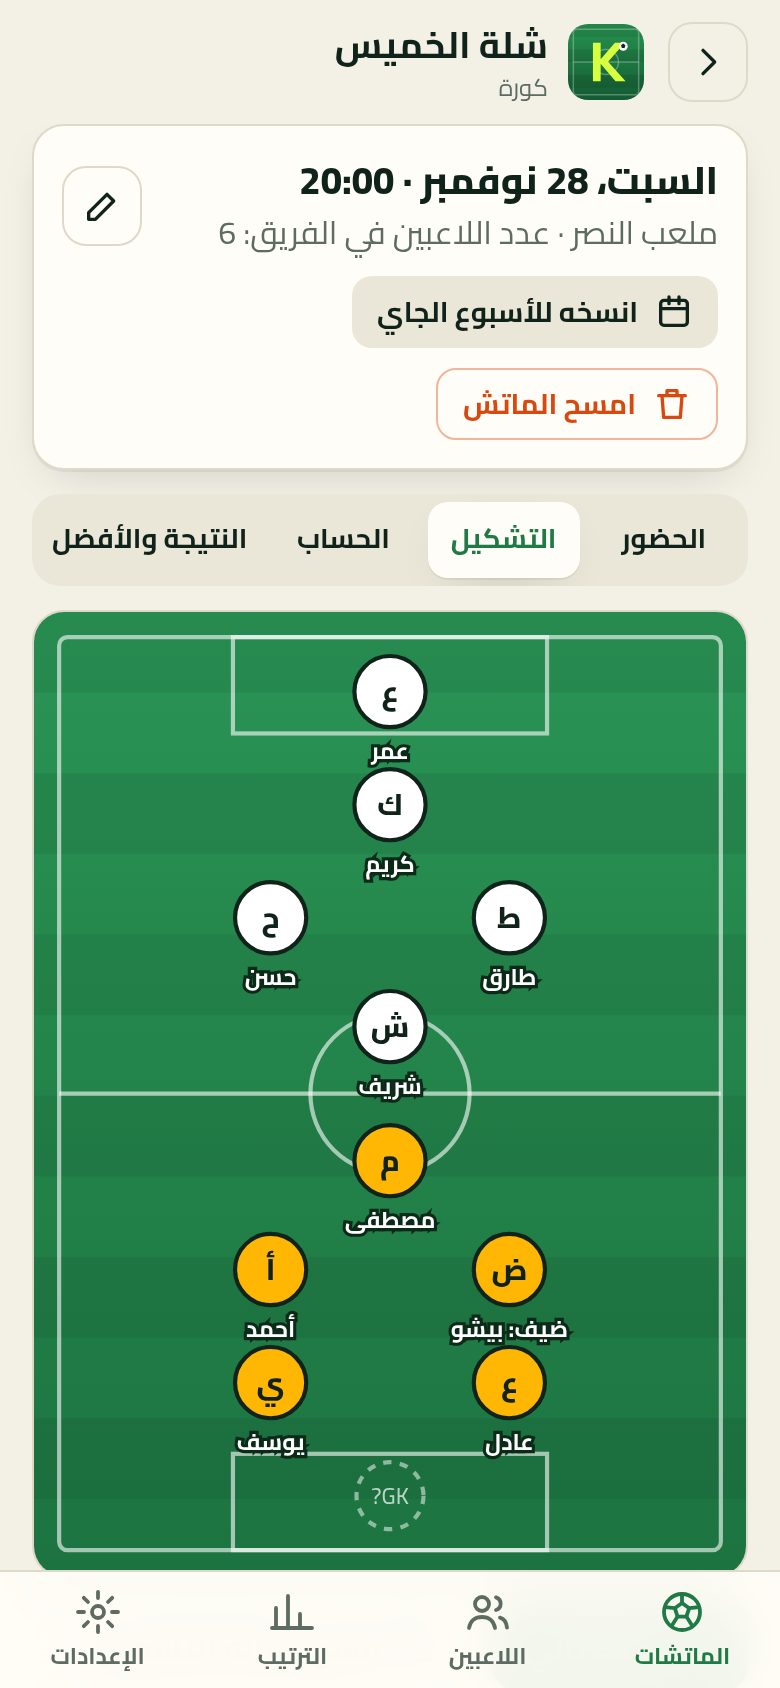 شلة الخميس
كورة
K
السبت، 28 نوفمبر · 20:00
ملعب النصر · عدد اللاعبين في الفريق: 6
انسخه للأسبوع الجاي
امسح الماتش
الحضور
التشكيل
الحساب
النتيجة والأفضل
ع
عمر
ك
كريم
ط
طارق
ح
حسن
ش
شريف
م
مصطفى
ض
ضيف: بيشو
أ
أحمد
ع
عادل
ي
يوسف
?GK
الماتشات
اللاعبين
الترتيب
الإعدادات